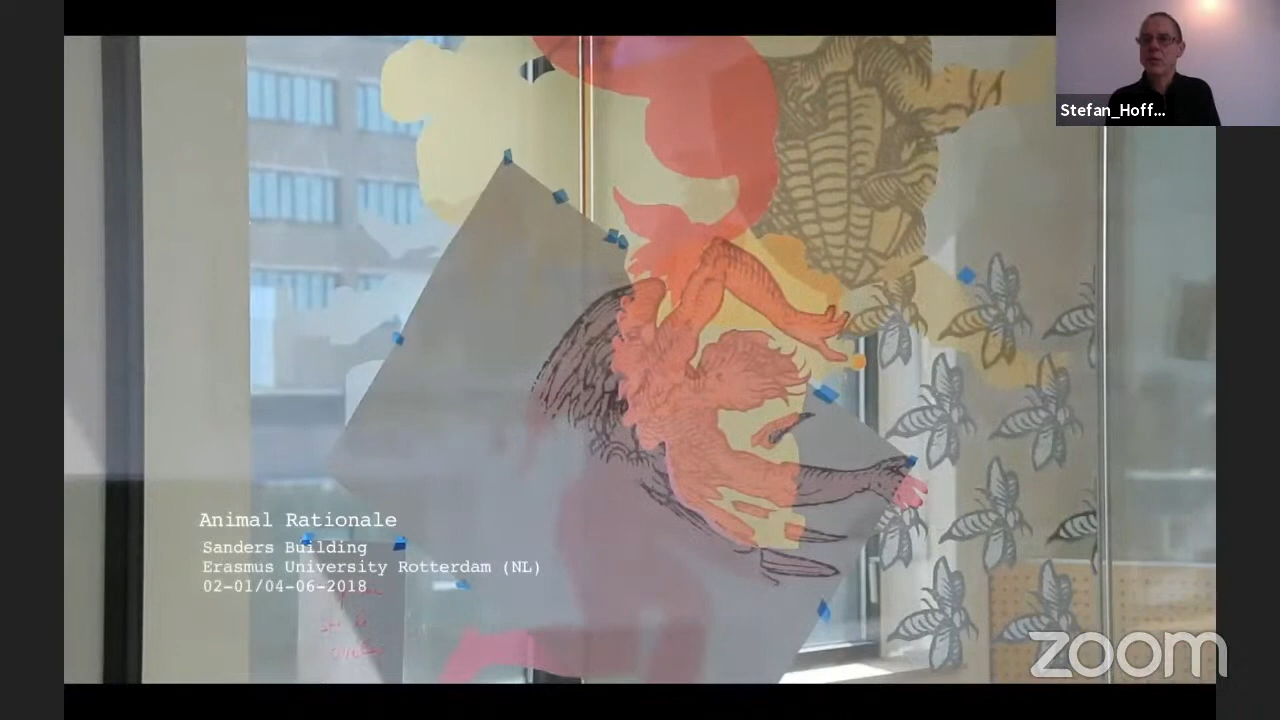 Stefan_Hoff...
Animal Rationale
Sanders Building
Erasmus University Rotterdam (NL)
02-01/04-06-2018
zoom